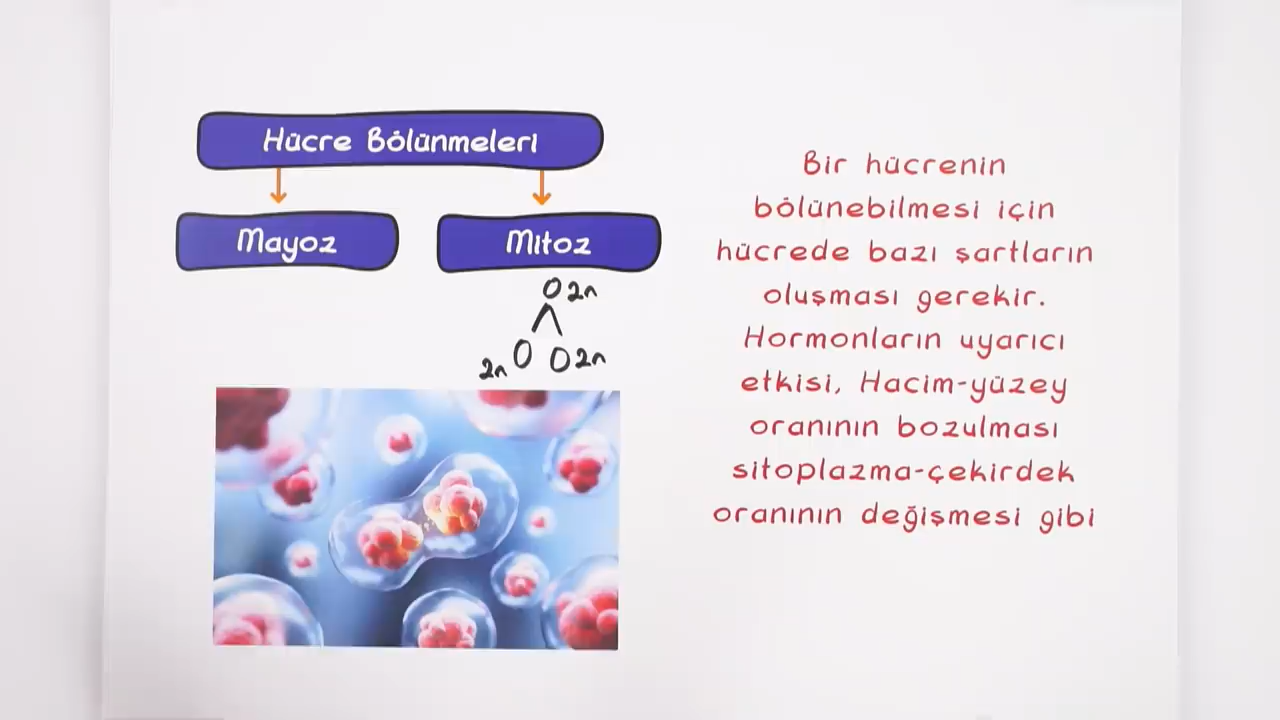 Hücre Bölünmeleri
Mayoz
Mitoz
2n
2n
2n
Bir hücrenin
bölünebilmesi için
hücrede bazı şartların
oluşması gerekir.
Hormonların uyarıcı
etkisi, Hacim-yüzey
oranının bozulması
sitoplazma-çekirdek
oranının değişmesi gibi